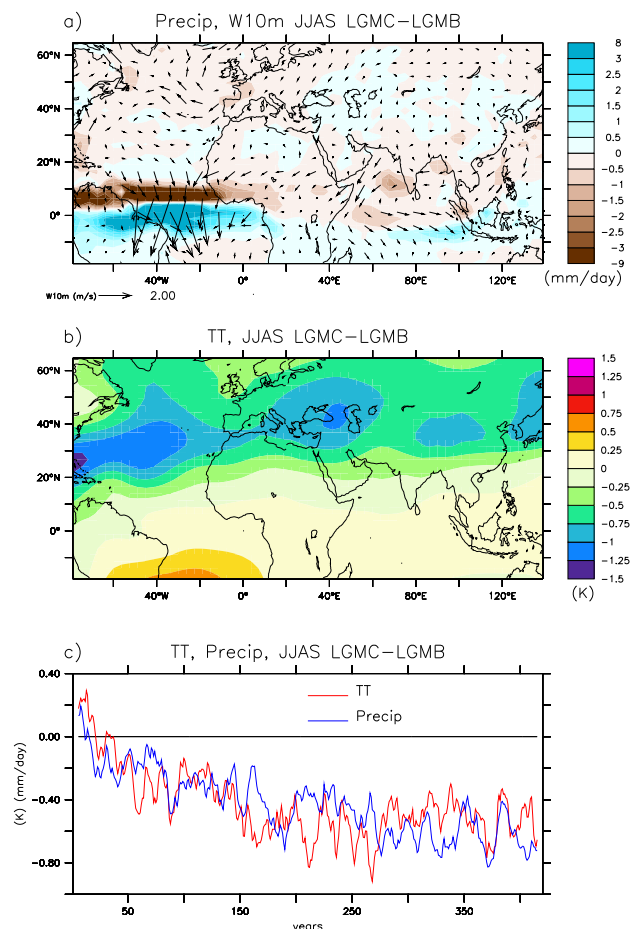 a) Precip, W10m JJAS LGMC−LGMB
60°N
40°N
20°N
0°
40°W 0° 40°E 80°E 120°E
W10m (m/s) 2.00
8
3
2.5
2
1.5
1
0.5
0
−0.5
−1
−1.5
−2
−2.5
−3
−9
(mm/day)
b) TT, JJAS LGMC−LGMB
60°N
40°N
20°N
0°
40°W 0° 40°E 80°E 120°E
1.5
1
0.75
0.5
0.25
0
−0.25
−0.5
−0.75
−1
−1.5
(K)
c) TT, Precip, JJAS LGMC−LGMB
(K) (mm/day)
0.40
0.00
−0.40
−0.80
TT
Precip
50 150 250 350
years